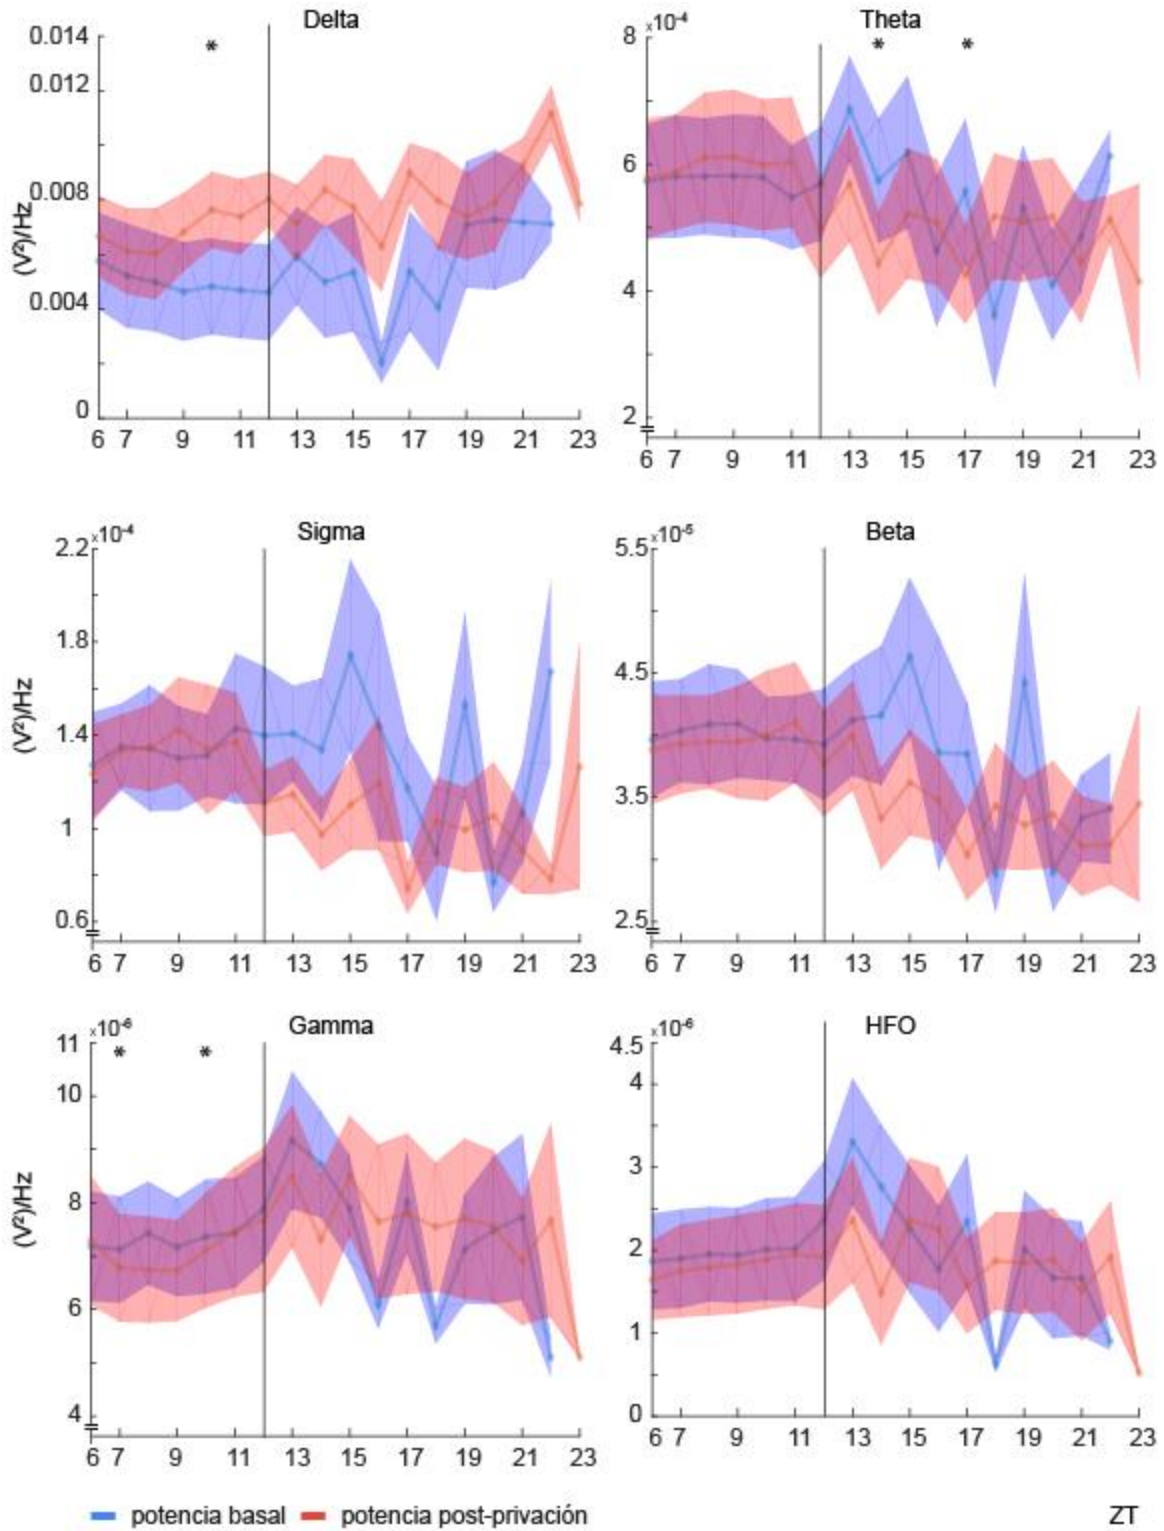 Delta
0.014
0.012
0.008
0.004
0
(V²)/Hz
*
6 7 9 11 13 15 17 19 21 23
Theta
x10⁻⁴
8
6
4
2
* *
6 7 9 11 13 15 17 19 21 23
Sigma
x10⁻⁴
2.2
1.8
1.4
1
0.6
(V²)/Hz
6 7 9 11 13 15 17 19 21 23
Beta
x10⁻⁵
5.5
4.5
3.5
2.5
6 7 9 11 13 15 17 19 21 23
Gamma
x10⁻⁶
11
10
8
6
4
(V²)/Hz
* *
6 7 9 11 13 15 17 19 21 23
HFO
x10⁻⁶
4.5
4
3
2
1
0
6 7 9 11 13 15 17 19 21 23
potencia basal potencia post-privación
ZT